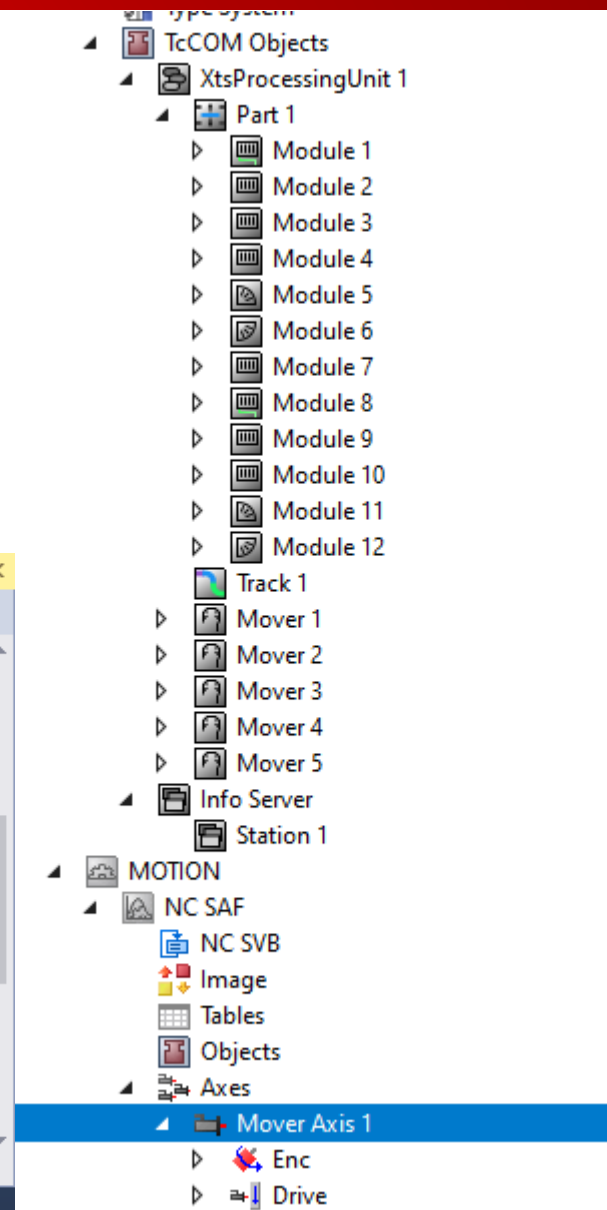 Type System
TcCOM Objects
XtsProcessingUnit 1
Part 1
Module 1
Module 2
Module 3
Module 4
Module 5
Module 6
Module 7
Module 8
Module 9
Module 10
Module 11
Module 12
Track 1
Mover 1
Mover 2
Mover 3
Mover 4
Mover 5
Info Server
Station 1
MOTION
NC SAF
NC SVB
Image
Tables
Objects
Axes
Mover Axis 1
Enc
Drive